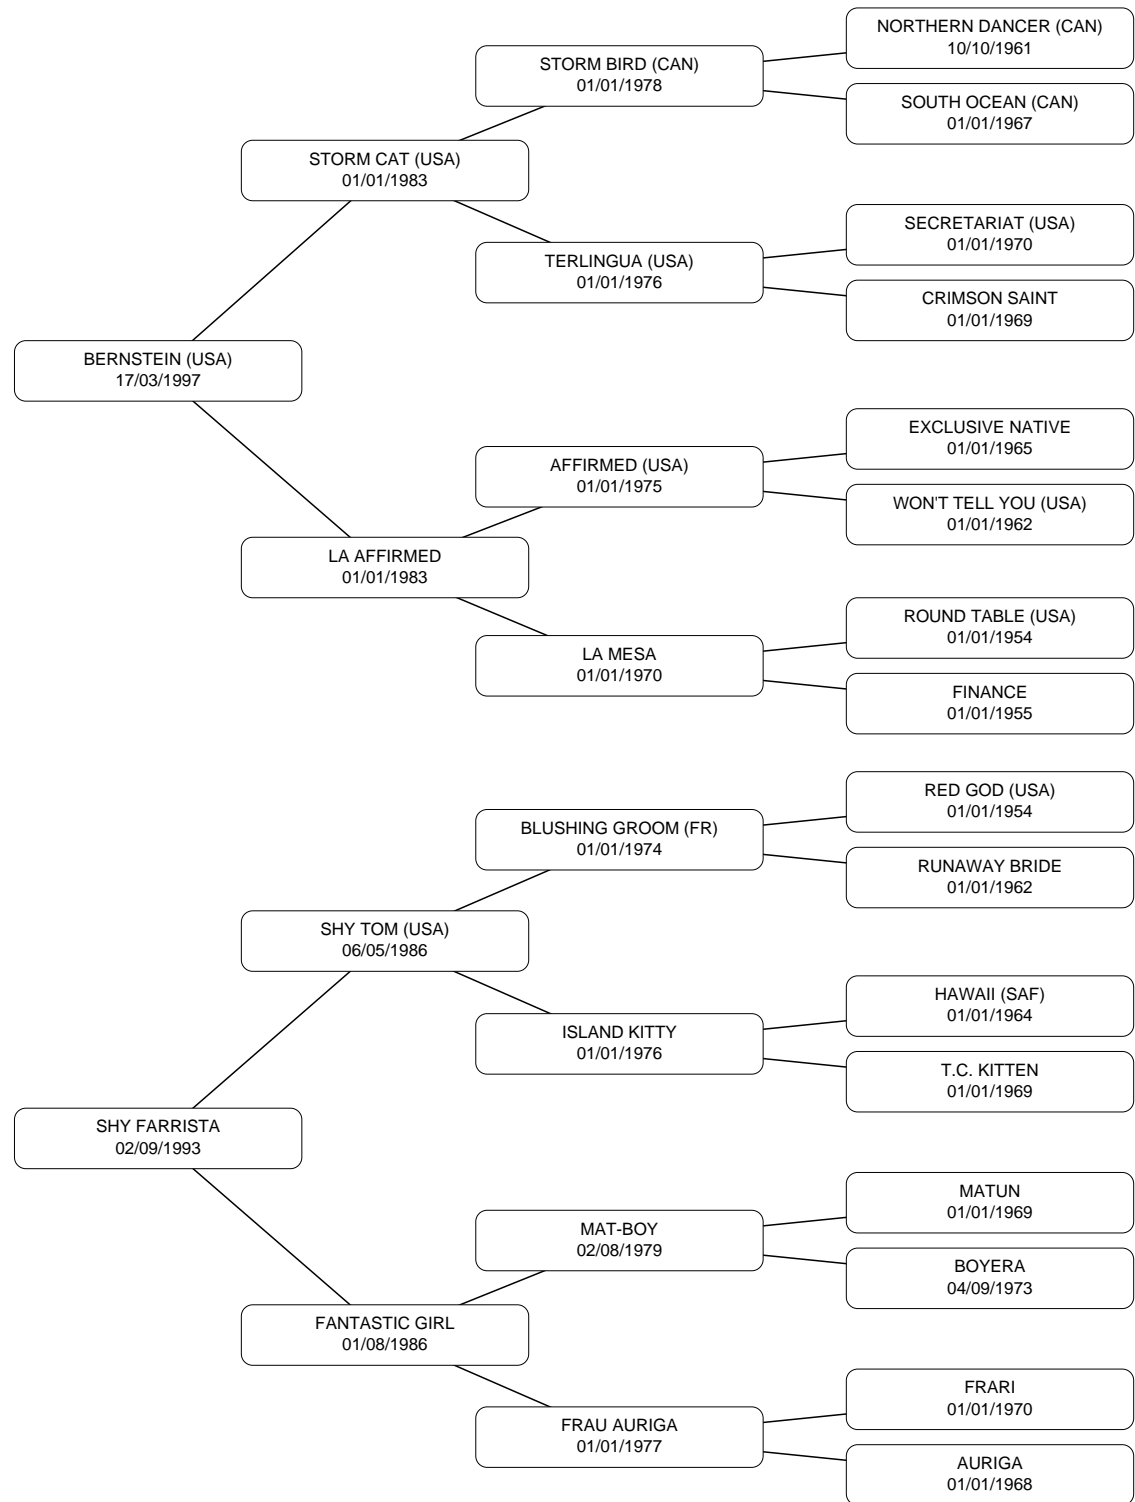 NORTHERN DANCER (CAN)
10/10/1961
STORM BIRD (CAN)
01/01/1978
SOUTH OCEAN (CAN)
01/01/1967
STORM CAT (USA)
01/01/1983
SECRETARIAT (USA)
01/01/1970
TERLINGUA (USA)
01/01/1976
CRIMSON SAINT
01/01/1969
BERNSTEIN (USA)
17/03/1997
EXCLUSIVE NATIVE
01/01/1965
AFFIRMED (USA)
01/01/1975
WON'T TELL YOU (USA)
01/01/1962
LA AFFIRMED
01/01/1983
ROUND TABLE (USA)
01/01/1954
LA MESA
01/01/1970
FINANCE
01/01/1955
RED GOD (USA)
01/01/1954
BLUSHING GROOM (FR)
01/01/1974
RUNAWAY BRIDE
01/01/1962
SHY TOM (USA)
06/05/1986
HAWAII (SAF)
01/01/1964
ISLAND KITTY
01/01/1976
T.C. KITTEN
01/01/1969
SHY FARRISTA
02/09/1993
MATUN
01/01/1969
MAT-BOY
02/08/1979
BOYERA
04/09/1973
FANTASTIC GIRL
01/08/1986
FRARI
01/01/1970
FRAU AURIGA
01/01/1977
AURIGA
01/01/1968